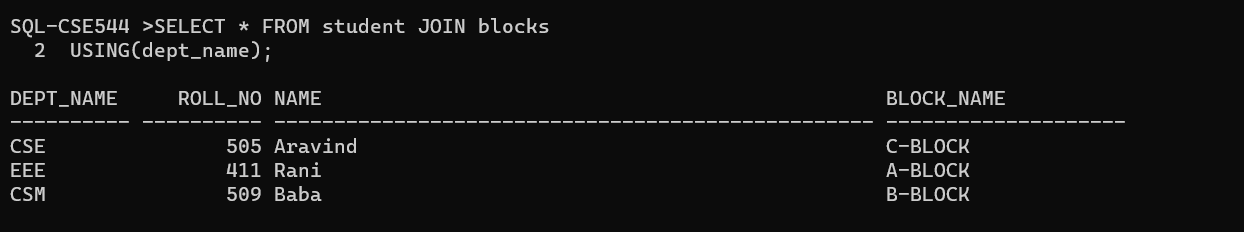 SQL-CSE544 >SELECT * FROM student JOIN blocks
  2  USING(dept_name);
DEPT_NAME     ROLL_NO NAME                                               BLOCK_NAME
---------- ---------- -------------------------------------------------- --------------------
CSE               505 Aravind                                            C-BLOCK
EEE               411 Rani                                               A-BLOCK
CSM               509 Baba                                               B-BLOCK